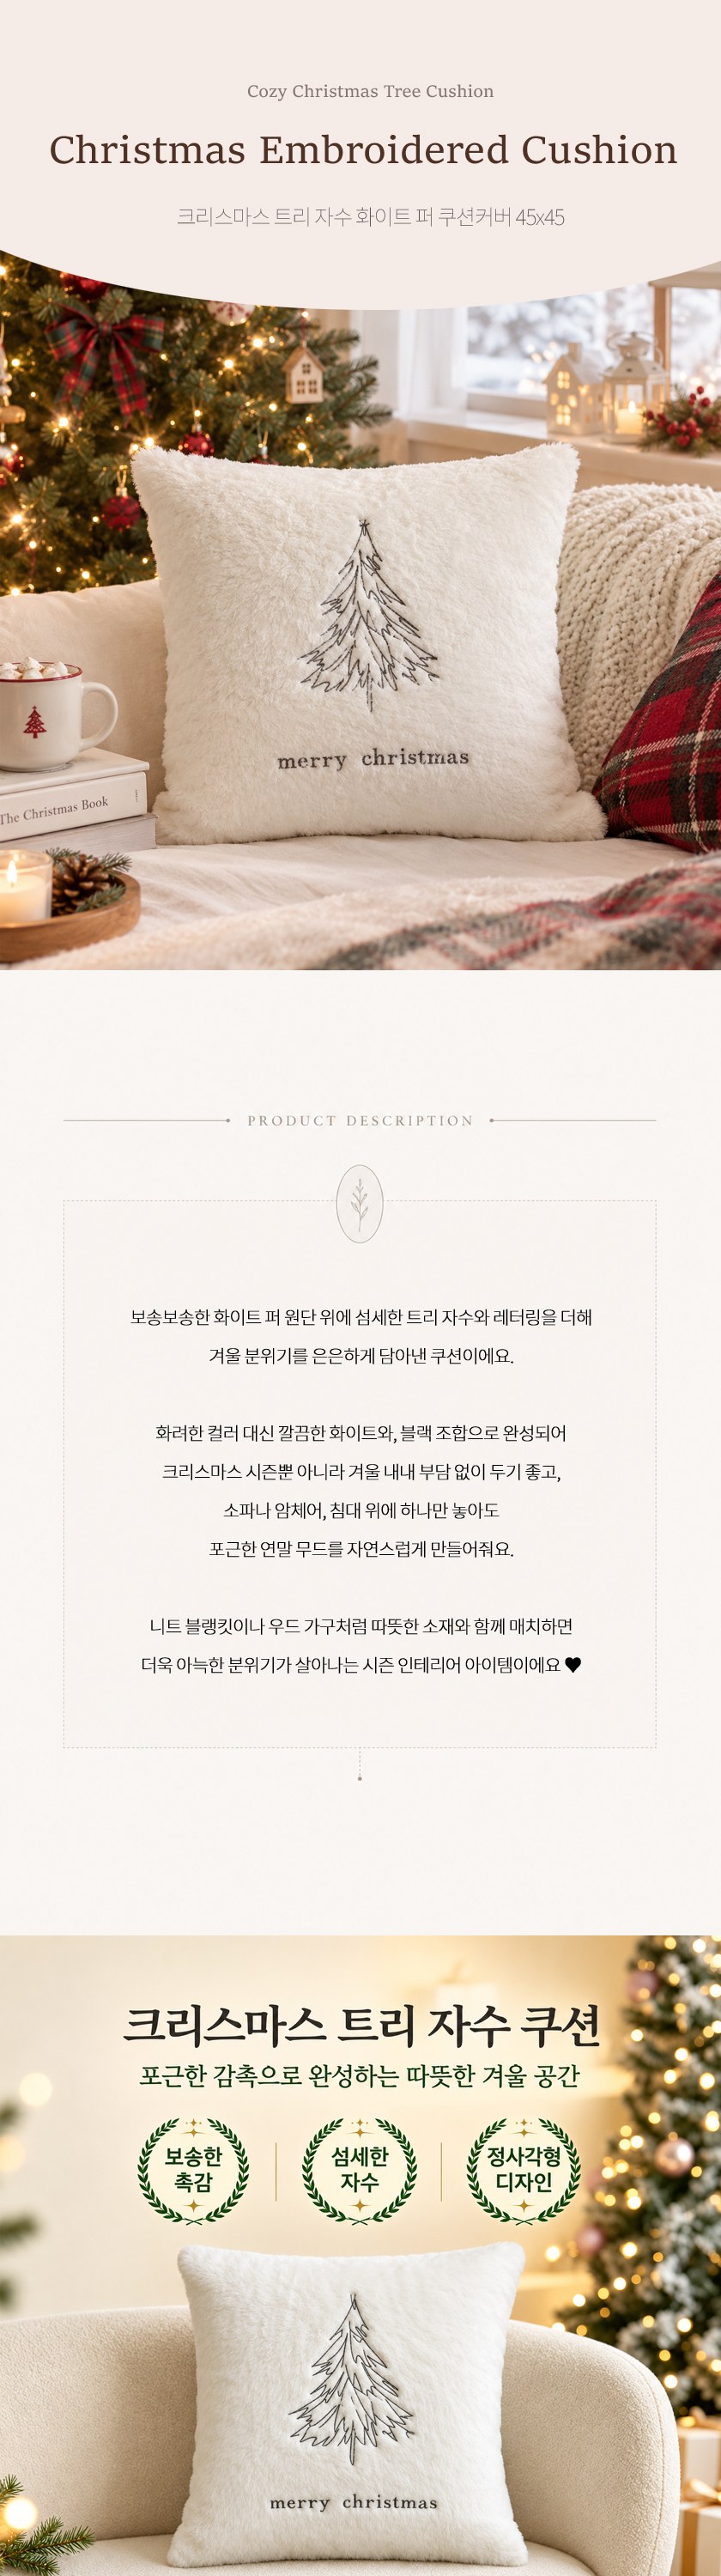 Cozy Christmas Tree Cushion
Christmas Embroidered Cushion
크리스마스 트리 자수 화이트 퍼 쿠션커버 45x45
merry christmas
The Christmas Book
PRODUCT DESCRIPTION
보송보송한 화이트 퍼 원단 위에 섬세한 트리 자수와 레터링을 더해
겨울 분위기를 은은하게 담아낸 쿠션이에요.
화려한 컬러 대신 깔끔한 화이트와, 블랙 조합으로 완성되어
크리스마스 시즌뿐 아니라 겨울 내내 부담 없이 두기 좋고,
소파나 암체어, 침대 위에 하나만 놓아도
포근한 연말 무드를 자연스럽게 만들어줘요.
니트 블랭킷이나 우드 가구처럼 따뜻한 소재와 함께 매치하면
더욱 아늑한 분위기가 살아나는 시즌 인테리어 아이템이에요 ♥
크리스마스 트리 자수 쿠션
포근한 감촉으로 완성하는 따뜻한 겨울 공간
보송한
촉감
섬세한
자수
정사각형
디자인
merry christmas